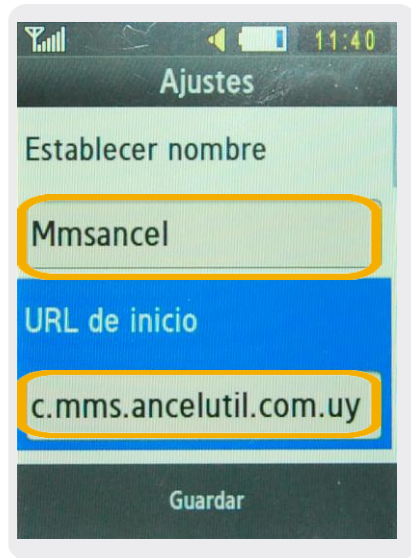 11:40
Ajustes
Establecer nombre
Mmsancel
URL de inicio
c.mms.ancelutil.com.uy
Guardar